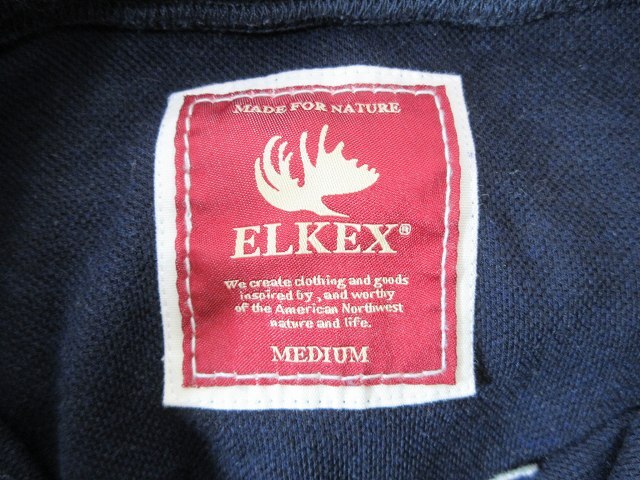 MADE FOR NATURE
ELKEX®
We create clothing and goods
inspired by, and worthy
of the American Northwest
nature and life.
MEDIUM